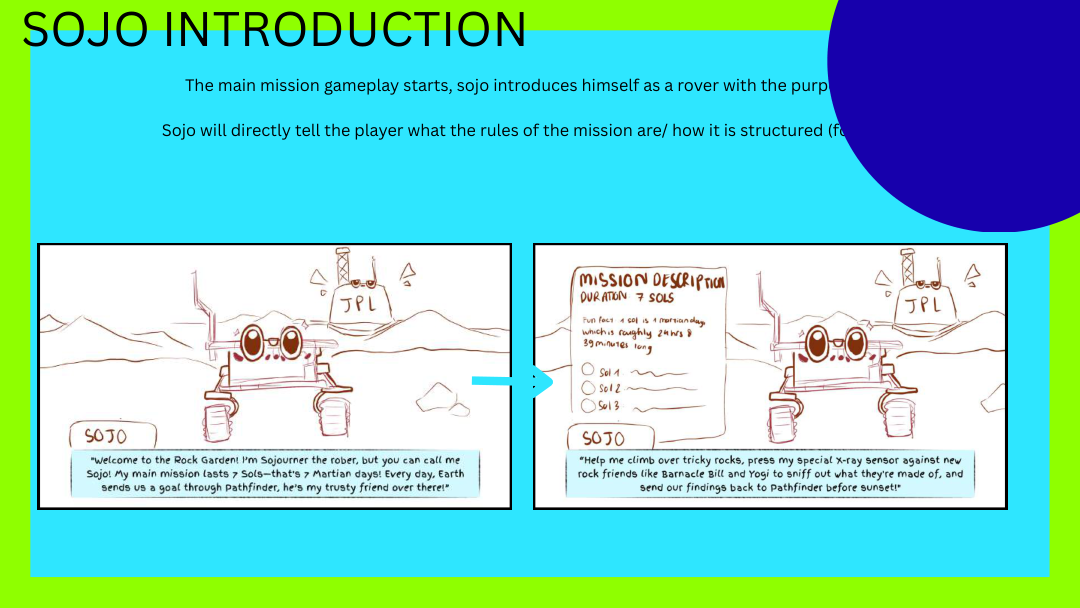 SOJO INTRODUCTION
The main mission gameplay starts, sojo introduces himself as a rover with the purp
Sojo will directly tell the player what the rules of the mission are/ how it is structured (fo
JPL
SOJO
"Welcome to the Rock Garden! I'm Sojourner the rober, but you can call me
Sojo! My main mission lasts 7 Sols—that's 7 Martian days! Every day, Earth
sends us a goal through Pathfinder, he's my trusty friend over there!"
MISSION DESCRIPTION
DURATION 7 SOLS
Fun fact 1 sol is 1 martian day
which is roughly 24hrs &
39 minutes long
Sol 1
Sol 2
Sol 3
JPL
SOJO
"Help me climb over tricky rocks, press my special X-ray sensor against new
rock friends like Barnacle Bill and Yogi to sniff out what they're made of, and
send our findings back to Pathfinder before sunset!"